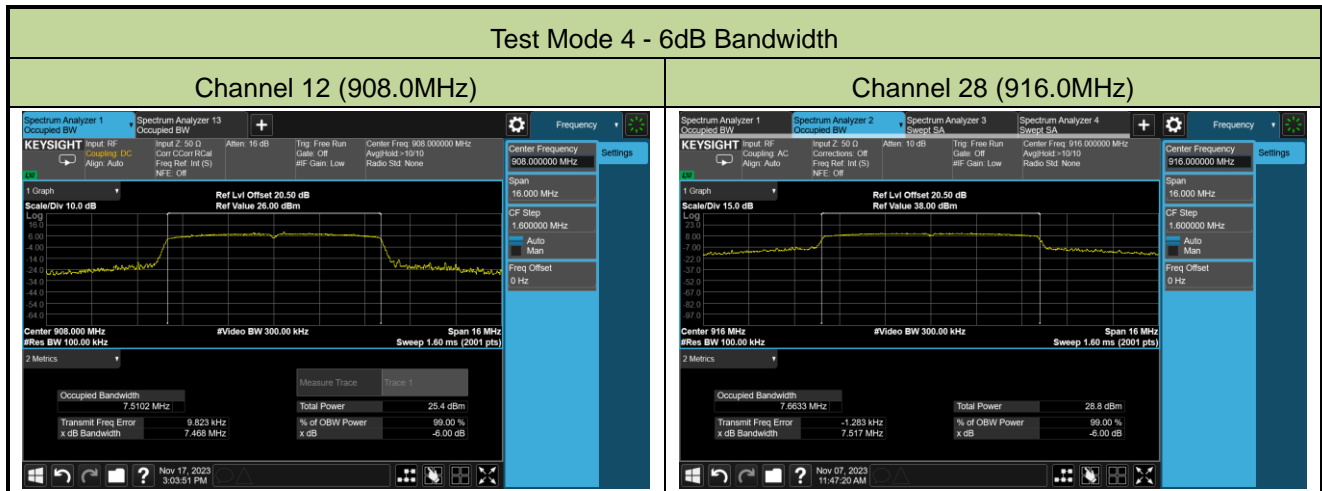 Test Mode 4 - 6dB Bandwidth
Channel 12 (908.0MHz)
Spectrum Analyzer 1
Occupied BW
Spectrum Analyzer 13
Occupied BW
+
Frequency
KEYSIGHT
Input: RF
Coupling: DC
Align: Auto
Input Z: 50 Ω
Corr CCorr RCal
Freq Ref: Int (S)
NFE: Off
Atten: 16 dB
Trig: Free Run
Gate: Off
#IF Gain: Low
Center Freq: 908.000000 MHz
Avg|Hold:>10/10
Radio Std: None
LXI
Center Frequency
908.000000 MHz
Settings
Span
16.000 MHz
CF Step
1.600000 MHz
Auto
Man
Freq Offset
0 Hz
1 Graph
Scale/Div 10.0 dB
Ref Lvl Offset 20.50 dB
Ref Value 26.00 dBm
Log
16.0
6.00
-4.00
-14.0
-24.0
-34.0
-44.0
-54.0
-64.0
Center 908.000 MHz
#Res BW 100.00 kHz
#Video BW 300.00 kHz
Span 16 MHz
Sweep 1.60 ms (2001 pts)
2 Metrics
Measure Trace
Trace 1
Occupied Bandwidth
7.5102 MHz
Total Power
25.4 dBm
Transmit Freq Error
9.823 kHz
% of OBW Power
99.00 %
x dB Bandwidth
7.468 MHz
x dB
-6.00 dB
?
Nov 17, 2023
3:03:51 PM
Channel 28 (916.0MHz)
Spectrum Analyzer 1
Occupied BW
Spectrum Analyzer 2
Occupied BW
Spectrum Analyzer 3
Swept SA
Spectrum Analyzer 4
Swept SA
+
Frequency
KEYSIGHT
Input: RF
Coupling: AC
Align: Auto
Input Z: 50 Ω
Corrections: Off
Freq Ref: Int (S)
NFE: Off
Atten: 10 dB
Trig: Free Run
Gate: Off
#IF Gain: Low
Center Freq: 916.000000 MHz
Avg|Hold:>10/10
Radio Std: None
LXI
Center Frequency
916.000000 MHz
Settings
Span
16.000 MHz
CF Step
1.600000 MHz
Auto
Man
Freq Offset
0 Hz
1 Graph
Scale/Div 15.0 dB
Ref Lvl Offset 20.50 dB
Ref Value 38.00 dBm
Log
23.0
8.00
-7.00
-22.0
-37.0
-52.0
-67.0
-82.0
-97.0
Center 916 MHz
#Res BW 100.00 kHz
#Video BW 300.00 kHz
Span 16 MHz
Sweep 1.60 ms (2001 pts)
2 Metrics
Occupied Bandwidth
7.6633 MHz
Total Power
28.8 dBm
Transmit Freq Error
-1.283 kHz
% of OBW Power
99.00 %
x dB Bandwidth
7.517 MHz
x dB
-6.00 dB
?
Nov 07, 2023
11:47:20 AM